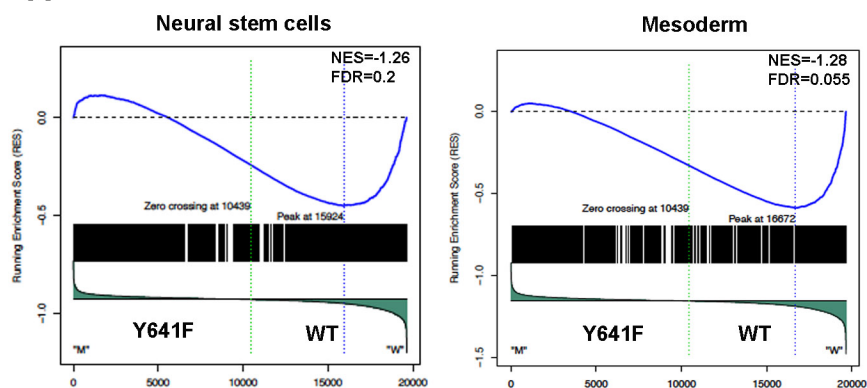 Neural stem cells
NES=-1.26
FDR=0.2
Running Enrichment Score (RES)
0.0
-0.5
-1.0
Zero crossing at 10439
Peak at 15924
Y641F
WT
"M"
"W"
0
5000
10000
15000
20000
Mesoderm
NES=-1.28
FDR=0.055
Running Enrichment Score (RES)
0.0
-0.5
-1.0
-1.5
Zero crossing at 10439
Peak at 16672
Y641F
WT
"M"
"W"
0
5000
10000
15000
20000